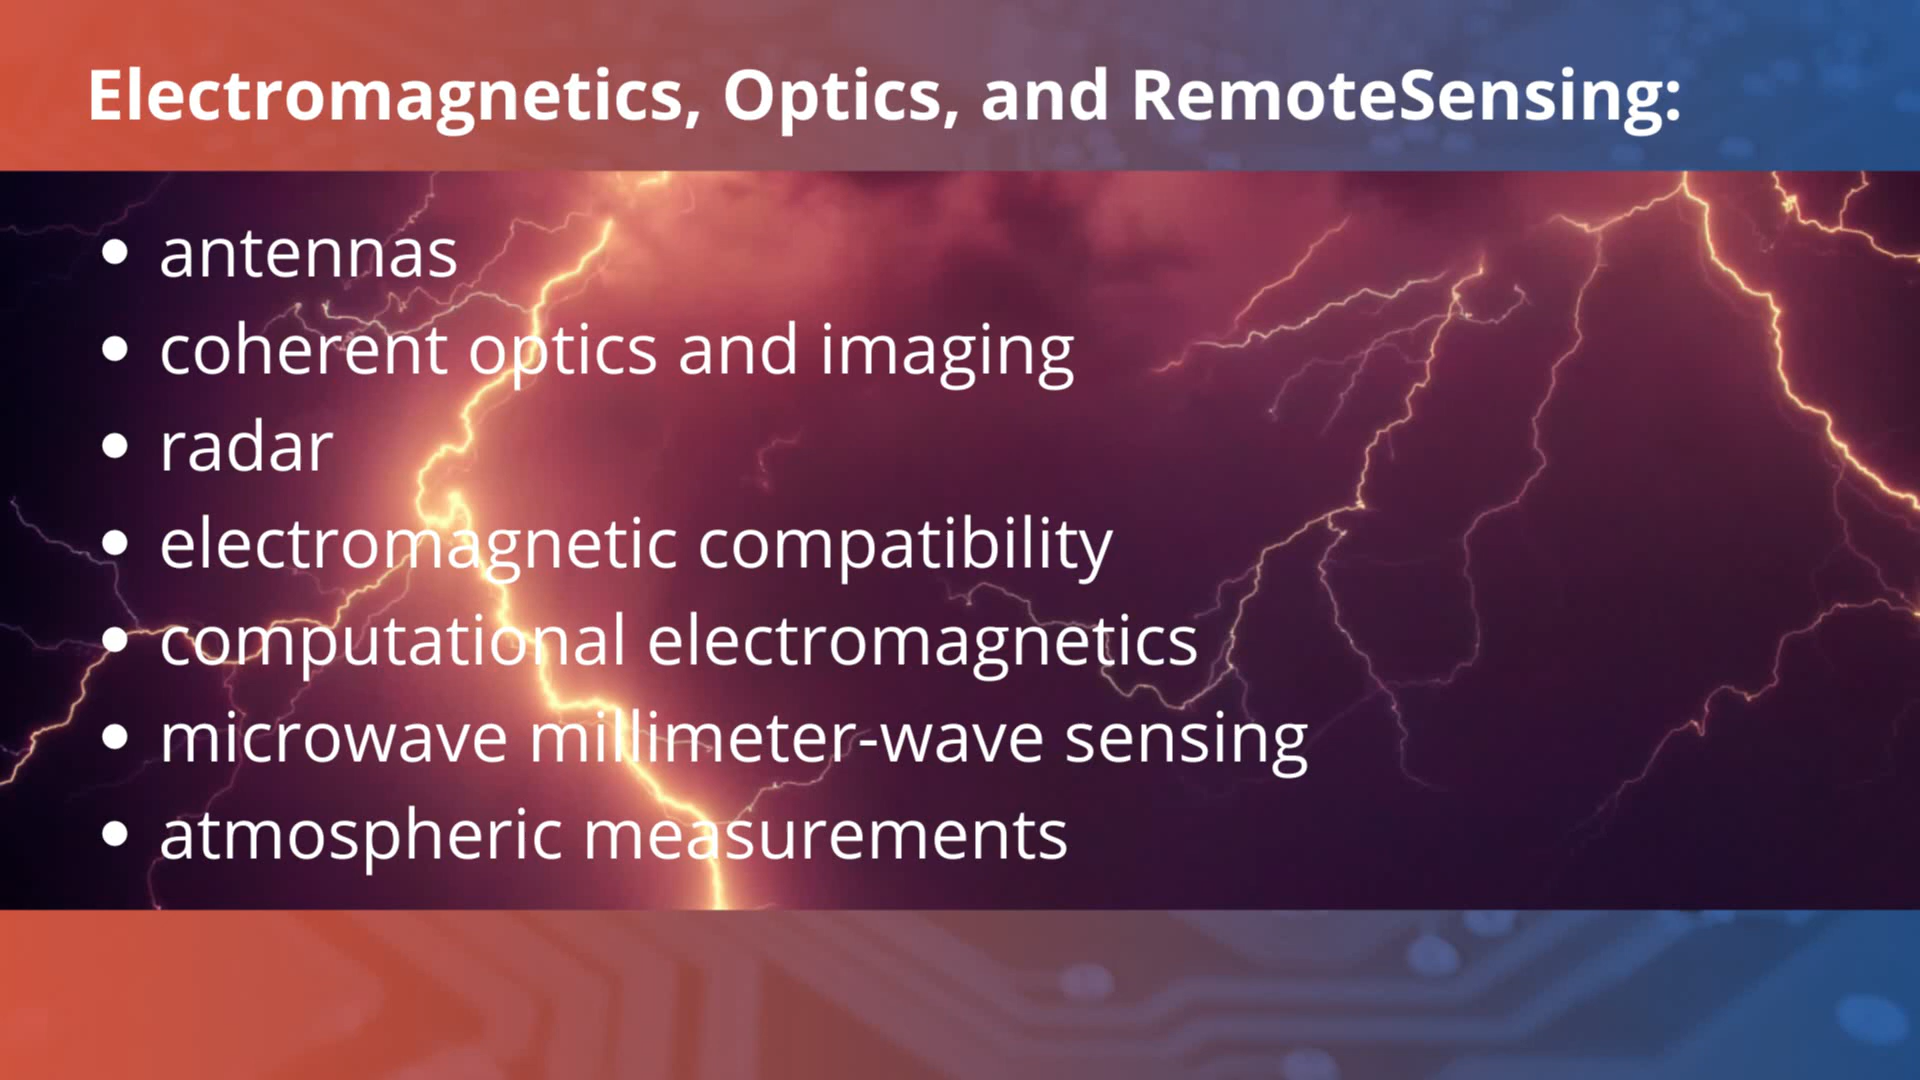 Electromagnetics, Optics, and RemoteSensing:
• antennas
• coherent optics and imaging
• radar
• electromagnetic compatibility
• computational electromagnetics
• microwave millimeter-wave sensing
• atmospheric measurements